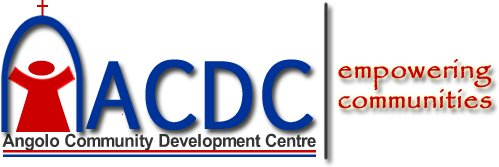 ACDC
Angolo Community Development Centre
empowering
communities